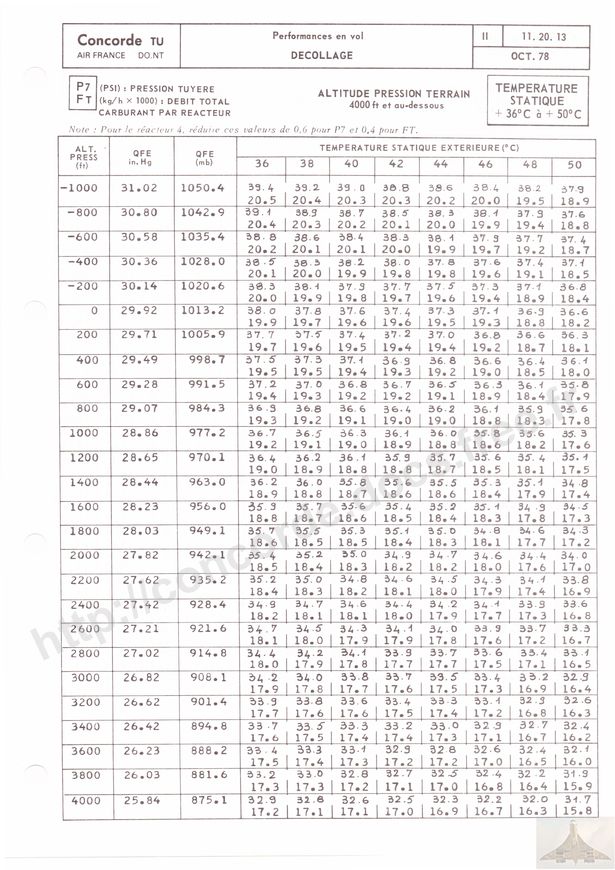 Concorde TU
AIR FRANCE DO.NT
Performances en vol
DECOLLAGE
II
11. 20. 13
OCT. 78
P7
FT
(PSI) : PRESSION TUYERE
(kg/h × 1000) : DEBIT TOTAL
CARBURANT PAR REACTEUR
ALTITUDE PRESSION TERRAIN
4000 ft et au-dessous
TEMPERATURE
STATIQUE
+ 36°C à + 50°C
Note : Pour le réacteur 4, réduire ces valeurs de 0,6 pour P7 et 0,4 pour FT.
ALT. PRESS (ft) QFE in. Hg QFE (mb) TEMPERATURE STATIQUE EXTERIEURE (°C)
36 38 40 42 44 46 48 50
-1000 31.02 1050.4 39.4 39.2 39.0 38.8 38.6 38.4 38.2 37.9
20.5 20.4 20.3 20.3 20.2 20.0 19.5 18.9
-800 30.80 1042.9 39.1 38.9 38.7 38.5 38.3 38.1 37.9 37.6
20.4 20.3 20.2 20.1 20.0 19.9 19.4 18.8
-600 30.58 1035.4 38.8 38.6 38.4 38.3 38.1 37.9 37.7 37.4
20.2 20.1 20.1 20.0 19.9 19.7 19.2 18.7
-400 30.36 1028.0 38.5 38.3 38.2 38.0 37.8 37.6 37.4 37.1
20.1 20.0 19.9 19.8 19.8 19.6 19.1 18.5
-200 30.14 1020.6 38.3 38.1 37.9 37.7 37.5 37.3 37.1 36.8
20.0 19.9 19.8 19.7 19.6 19.4 18.9 18.4
0 29.92 1013.2 38.0 37.8 37.6 37.4 37.3 37.1 36.9 36.6
19.9 19.7 19.6 19.6 19.5 19.3 18.8 18.2
200 29.71 1005.9 37.7 37.5 37.4 37.2 37.0 36.8 36.6 36.3
19.7 19.6 19.5 19.4 19.4 19.2 18.7 18.1
400 29.49 998.7 37.5 37.3 37.1 36.9 36.8 36.6 36.4 36.1
19.5 19.5 19.4 19.3 19.2 19.0 18.5 18.0
600 29.28 991.5 37.2 37.0 36.8 36.7 36.5 36.3 36.1 35.8
19.4 19.3 19.2 19.2 19.1 18.9 18.4 17.9
800 29.07 984.3 36.9 36.8 36.6 36.4 36.2 36.1 35.9 35.6
19.3 19.2 19.1 19.0 19.0 18.8 18.3 17.8
1000 28.86 977.2 36.7 36.5 36.3 36.1 36.0 35.8 35.6 35.3
19.2 19.1 19.0 18.9 18.8 18.6 18.2 17.6
1200 28.65 970.1 36.4 36.2 36.1 35.9 35.7 35.6 35.4 35.1
19.0 18.9 18.8 18.8 18.7 18.5 18.1 17.5
1400 28.44 963.0 36.2 36.0 35.8 35.6 35.5 35.3 35.1 34.8
18.9 18.8 18.7 18.6 18.6 18.4 17.9 17.4
1600 28.23 956.0 35.9 35.7 35.6 35.4 35.2 35.1 34.9 34.5
18.8 18.7 18.6 18.5 18.4 18.3 17.8 17.3
1800 28.03 949.1 35.7 35.5 35.3 35.1 35.0 34.8 34.6 34.3
18.6 18.5 18.5 18.4 18.3 18.1 17.7 17.2
2000 27.82 942.1 35.4 35.2 35.0 34.9 34.7 34.6 34.4 34.0
18.5 18.4 18.3 18.2 18.2 18.0 17.6 17.0
2200 27.62 935.2 35.2 35.0 34.8 34.6 34.5 34.3 34.1 33.8
18.4 18.3 18.2 18.1 18.0 17.9 17.4 16.9
2400 27.42 928.4 34.9 34.7 34.6 34.4 34.2 34.1 33.9 33.6
18.2 18.1 18.1 18.0 17.9 17.7 17.3 16.8
2600 27.21 921.6 34.7 34.5 34.3 34.1 34.0 33.9 33.7 33.3
18.1 18.0 17.9 17.9 17.8 17.6 17.2 16.7
2800 27.02 914.8 34.4 34.2 34.1 33.9 33.7 33.6 33.4 33.1
18.0 17.9 17.8 17.7 17.7 17.5 17.1 16.5
3000 26.82 908.1 34.2 34.0 33.8 33.7 33.5 33.4 33.2 32.9
17.9 17.8 17.7 17.6 17.5 17.3 16.9 16.4
3200 26.62 901.4 33.9 33.8 33.6 33.4 33.3 33.1 32.9 32.6
17.7 17.6 17.6 17.5 17.4 17.2 16.8 16.3
3400 26.42 894.8 33.7 33.5 33.3 33.2 33.0 32.9 32.7 32.4
17.6 17.5 17.4 17.4 17.3 17.1 16.7 16.2
3600 26.23 888.2 33.4 33.3 33.1 32.9 32.8 32.6 32.4 32.1
17.5 17.4 17.3 17.2 17.2 17.0 16.5 16.0
3800 26.03 881.6 33.2 33.0 32.8 32.7 32.5 32.4 32.2 31.9
17.3 17.3 17.2 17.1 17.0 16.8 16.4 15.9
4000 25.84 875.1 32.9 32.8 32.6 32.5 32.3 32.2 32.0 31.7
17.2 17.1 17.1 17.0 16.9 16.7 16.3 15.8
http://concorde.docs.free.fr